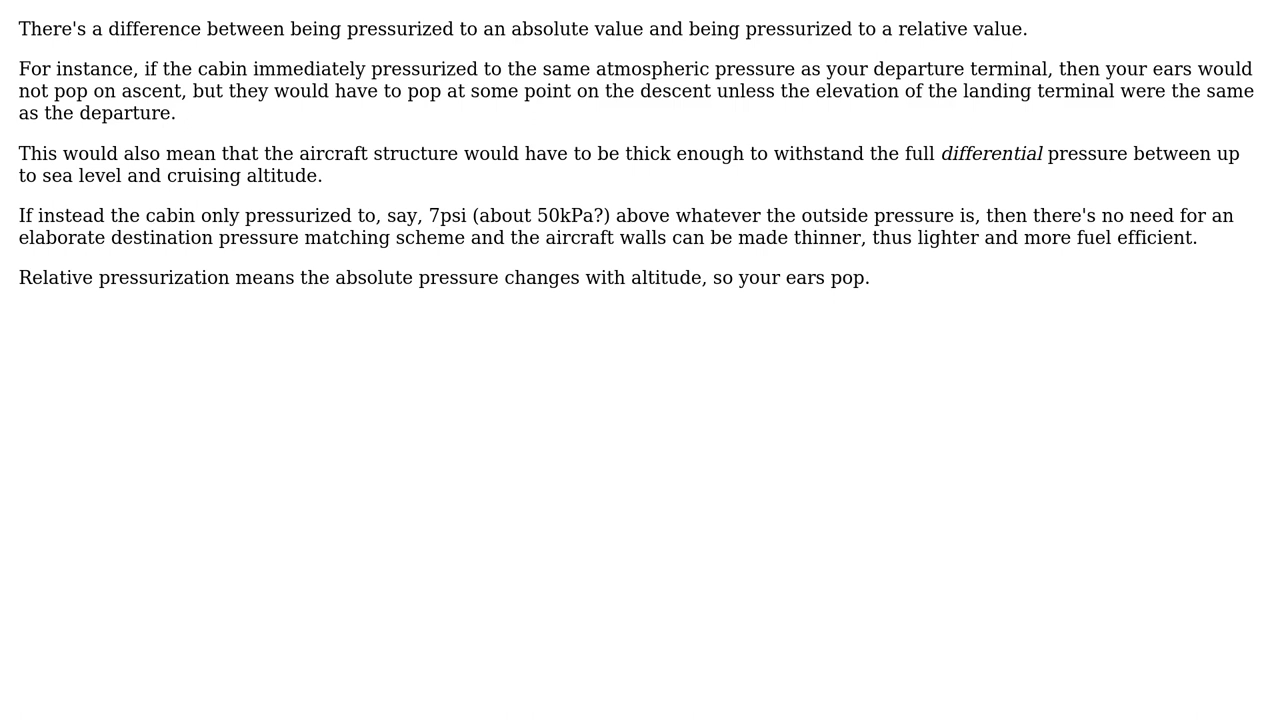 There's a difference between being pressurized to an absolute value and being pressurized to a relative value.
For instance, if the cabin immediately pressurized to the same atmospheric pressure as your departure terminal, then your ears would
not pop on ascent, but they would have to pop at some point on the descent unless the elevation of the landing terminal were the same
as the departure.
This would also mean that the aircraft structure would have to be thick enough to withstand the full differential pressure between up
to sea level and cruising altitude.
If instead the cabin only pressurized to, say, 7psi (about 50kPa?) above whatever the outside pressure is, then there's no need for an
elaborate destination pressure matching scheme and the aircraft walls can be made thinner, thus lighter and more fuel efficient.
Relative pressurization means the absolute pressure changes with altitude, so your ears pop.